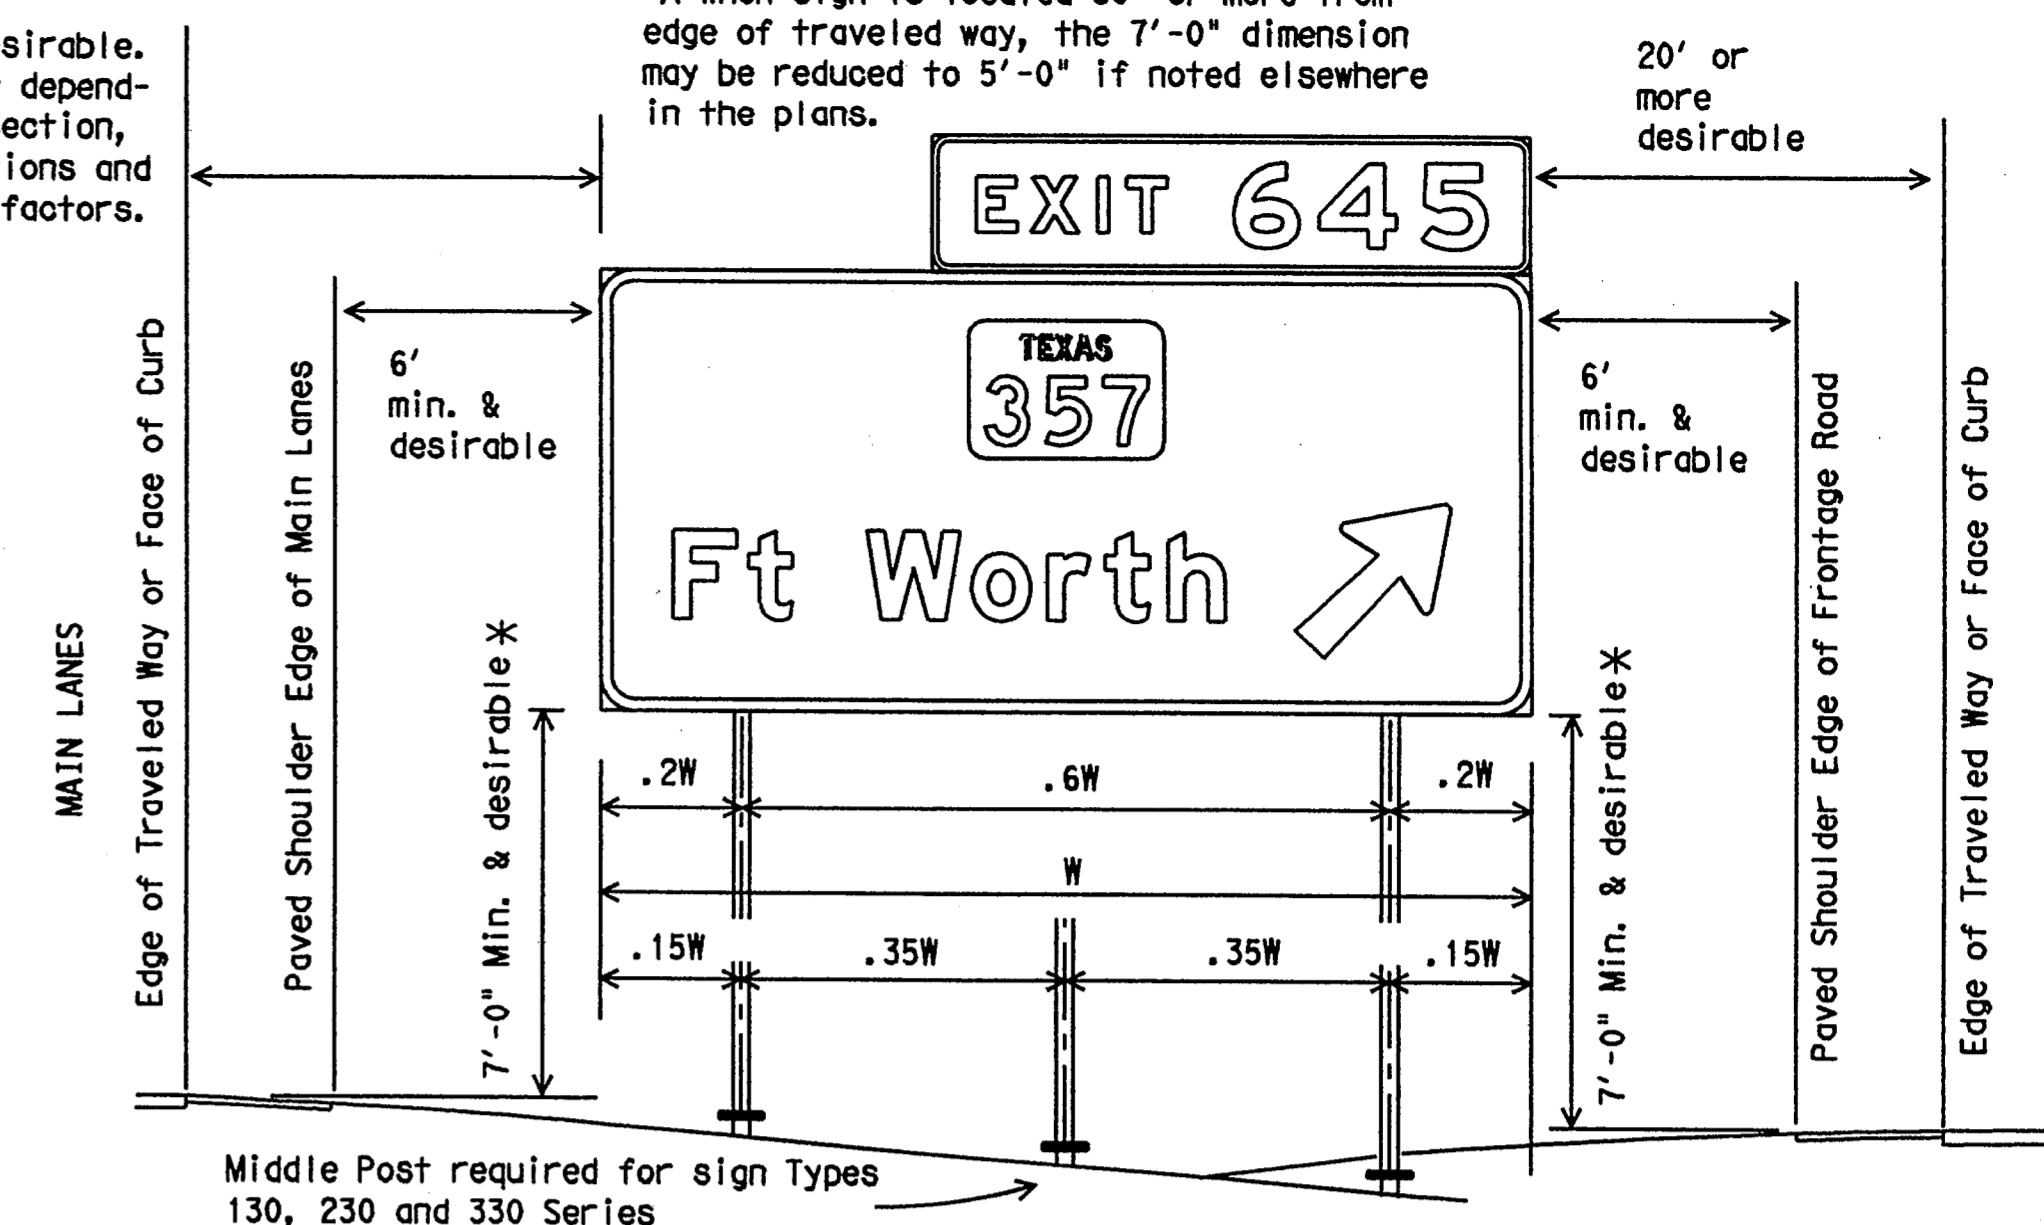 sirable.
depend-
ection,
ions and
factors.
edge of traveled way, the 7'-0" dimension
may be reduced to 5'-0" if noted elsewhere
in the plans.
20' or
more
desirable
EXIT 645
TEXAS
357
Ft Worth
6'
min. &
desirable
6'
min. &
desirable
MAIN LANES
Edge of Traveled Way or Face of Curb
Paved Shoulder Edge of Main Lanes
7'-0" Min. & desirable*
7'-0" Min. & desirable*
Paved Shoulder Edge of Frontage Road
Edge of Traveled Way or Face of Curb
.2W .6W .2W
W
.15W .35W .35W .15W
Middle Post required for sign Types
130, 230 and 330 Series